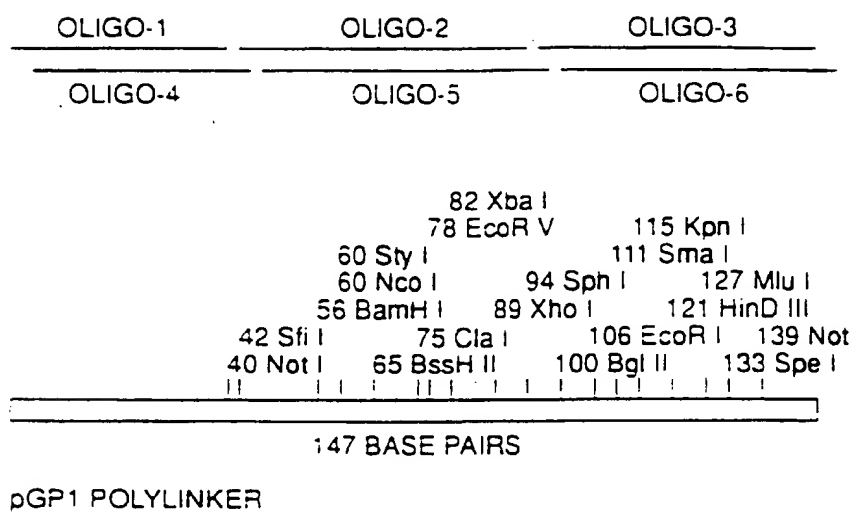 OLIGO-1 OLIGO-2 OLIGO-3
OLIGO-4 OLIGO-5 OLIGO-6
82 Xba I
78 EcoR V 115 Kpn I
60 Sty I 111 Sma I
60 Nco I 94 Sph I 127 Mlu I
56 BamH I 89 Xho I 121 HinD III
42 Sfi I 75 Cla I 106 EcoR I 139 Not
40 Not I 65 BssH II 100 Bgl II 133 Spe I
147 BASE PAIRS
pGP1 POLYLINKER